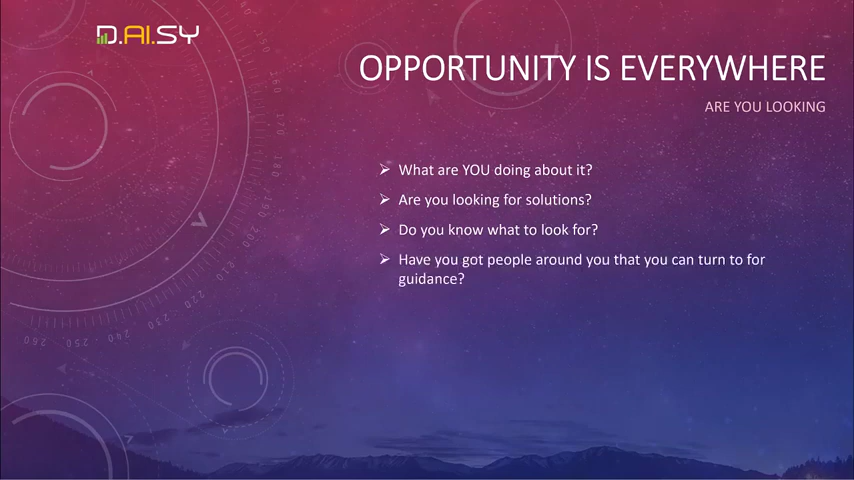 D.AI.SY
OPPORTUNITY IS EVERYWHERE
ARE YOU LOOKING
What are YOU doing about it?
Are you looking for solutions?
Do you know what to look for?
Have you got people around you that you can turn to for
guidance?